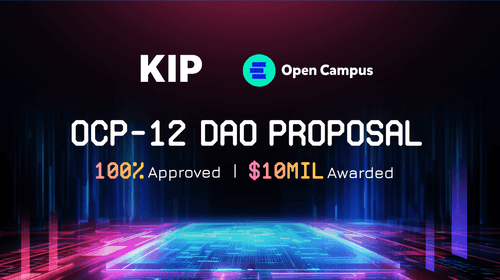 KIP Open Campus
OCP-12 DAO PROPOSAL
100% Approved | $10MIL Awarded